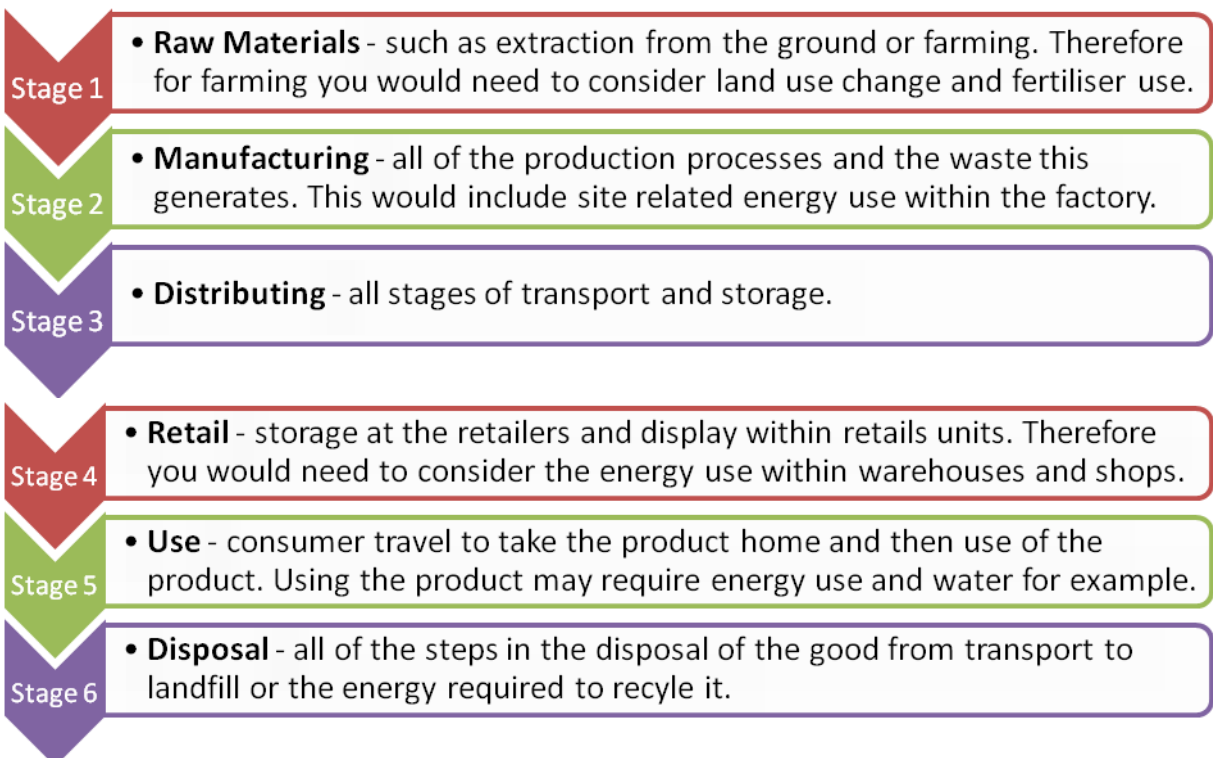 Stage 1
• Raw Materials - such as extraction from the ground or farming. Therefore
for farming you would need to consider land use change and fertiliser use.
Stage 2
• Manufacturing - all of the production processes and the waste this
generates. This would include site related energy use within the factory.
Stage 3
• Distributing - all stages of transport and storage.
Stage 4
• Retail - storage at the retailers and display within retails units. Therefore
you would need to consider the energy use within warehouses and shops.
Stage 5
• Use - consumer travel to take the product home and then use of the
product. Using the product may require energy use and water for example.
Stage 6
• Disposal - all of the steps in the disposal of the good from transport to
landfill or the energy required to recyle it.